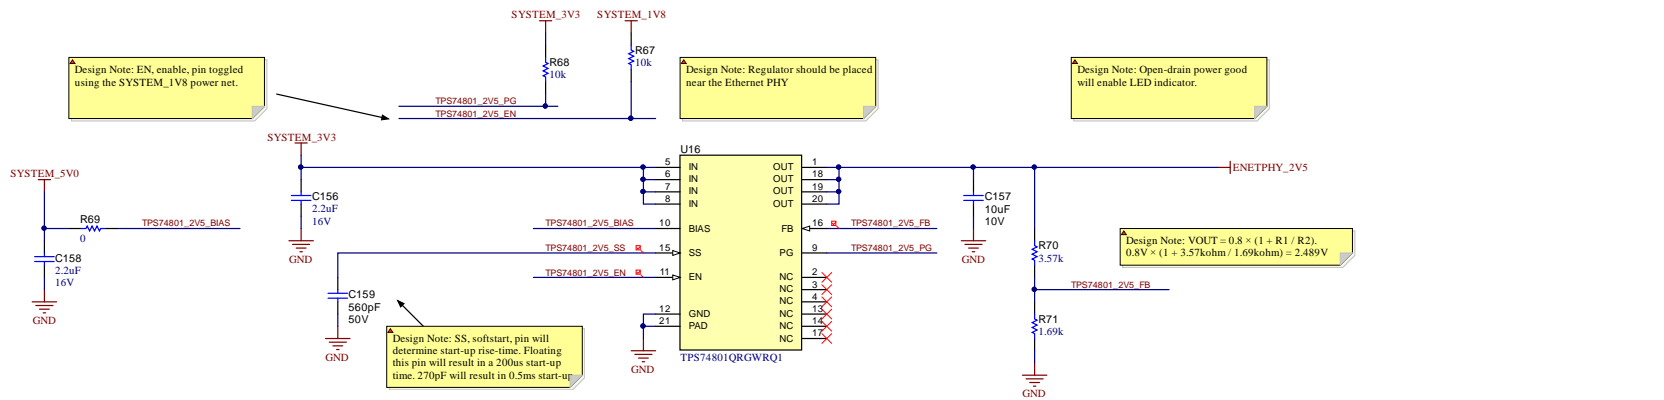 SYSTEM_3V3
SYSTEM_1V8
R68
10k
R67
10k
Design Note: EN, enable, pin toggled
using the SYSTEM_1V8 power net.
Design Note: Regulator should be placed
near the Ethernet PHY
Design Note: Open-drain power good
will enable LED indicator.
TPS74801_2V5_PG
TPS74801_2V5_EN
SYSTEM_3V3
SYSTEM_5V0
C156
2.2uF
16V
GND
R69
0
TPS74801_2V5_BIAS
C158
2.2uF
16V
GND
TPS74801_2V5_BIAS
TPS74801_2V5_SS
TPS74801_2V5_EN
C159
560pF
50V
GND
Design Note: SS, softstart, pin will
determine start-up rise-time. Floating
this pin will result in a 200us start-up
time. 270pF will result in 0.5ms start-up
U16
5 IN OUT 1
6 IN OUT 18
7 IN OUT 19
8 IN OUT 20
10 BIAS FB 16
15 SS PG 9
11 EN NC 2
NC 3
NC 4
12 GND NC 13
21 PAD NC 14
NC 17
TPS74801QRGWRQ1
GND
TPS74801_2V5_FB
TPS74801_2V5_PG
C157
10uF
10V
GND
ENETPHY_2V5
R70
3.57k
Design Note: VOUT = 0.8 × (1 + R1 / R2).
0.8V × (1 + 3.57kohm / 1.69kohm) = 2.489V
TPS74801_2V5_FB
R71
1.69k
GND